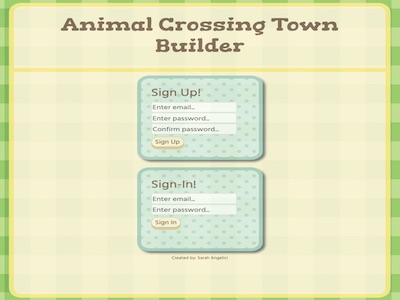 Animal Crossing Town
Builder
Sign Up!
Enter email...
Enter password...
Confirm password...
Sign Up
Sign-In!
Enter email...
Enter password...
Sign In
Created by: Sarah Angelici